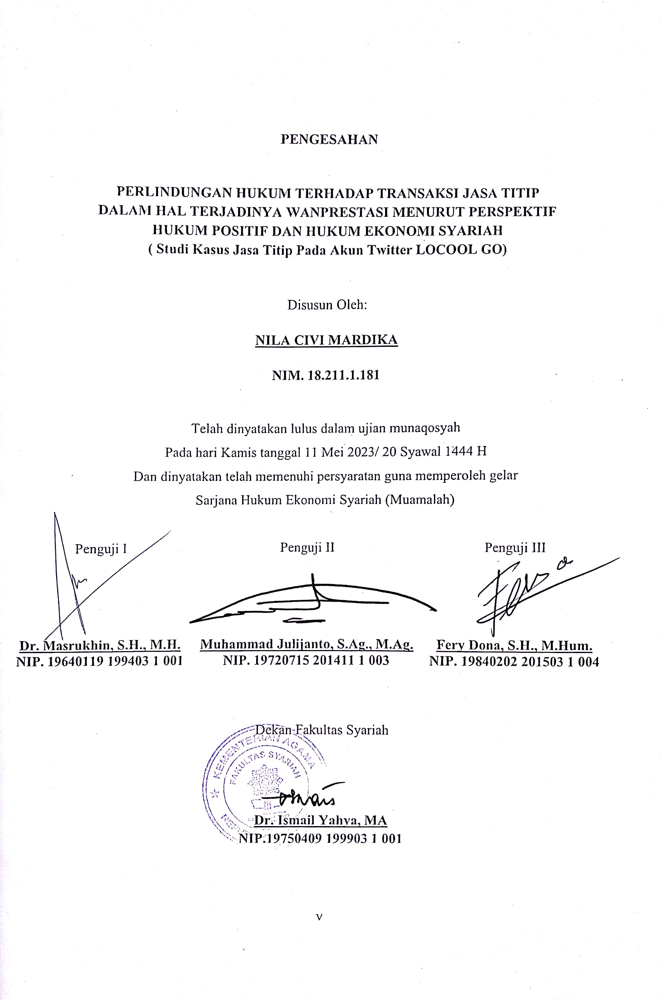 PENGESAHAN
PERLINDUNGAN HUKUM TERHADAP TRANSAKSI JASA TITIP
DALAM HAL TERJADINYA WANPRESTASI MENURUT PERSPEKTIF
HUKUM POSITIF DAN HUKUM EKONOMI SYARIAH
( Studi Kasus Jasa Titip Pada Akun Twitter LOCOOL GO)
Disusun Oleh:
NILA CIVI MARDIKA
NIM. 18.211.1.181
Telah dinyatakan lulus dalam ujian munaqosyah
Pada hari Kamis tanggal 11 Mei 2023/ 20 Syawal 1444 H
Dan dinyatakan telah memenuhi persyaratan guna memperoleh gelar
Sarjana Hukum Ekonomi Syariah (Muamalah)
Penguji I Penguji II Penguji III
Dr. Masrukhin, S.H., M.H. Muhammad Julijanto, S.Ag., M.Ag. Fery Dona, S.H., M.Hum.
NIP. 19640119 199403 1 001 NIP. 19720715 201411 1 003 NIP. 19840202 201503 1 004
Dekan Fakultas Syariah
KEMENTERIAN AGAMA
FAKULTAS SYARIAH
Dr. Ismail Yahya, MA
NIP.19750409 199903 1 001
v